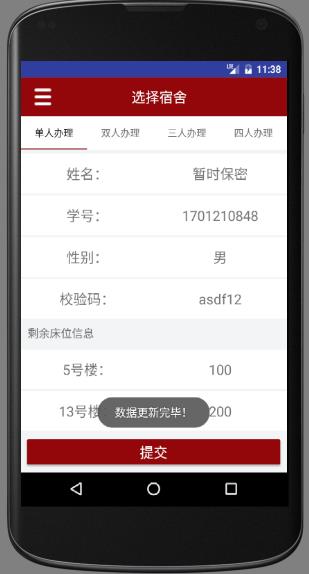 LTE 11:38
选择宿舍
单人办理 双人办理 三人办理 四人办理
姓名： 暂时保密
学号： 1701210848
性别： 男
校验码： asdf12
剩余床位信息
5号楼： 100
13号楼 200
数据更新完毕！
提交